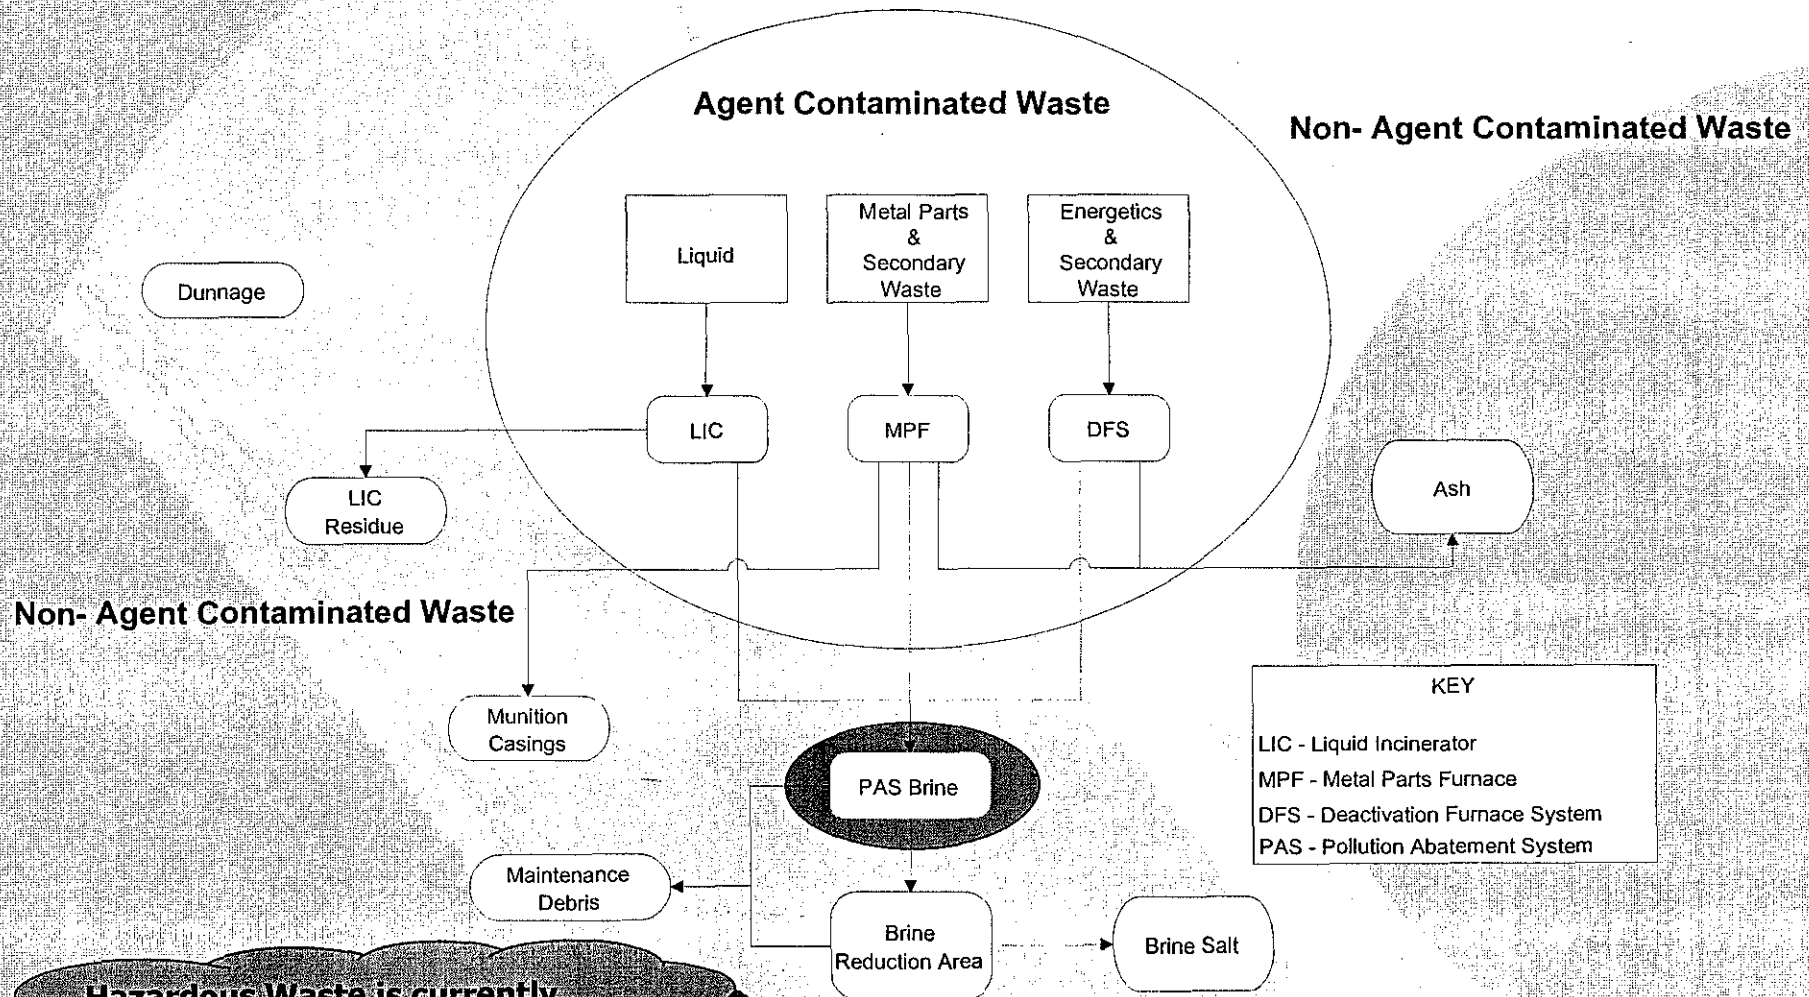 Agent Contaminated Waste
Non- Agent Contaminated Waste
Liquid
Metal Parts
&
Secondary
Waste
Energetics
&
Secondary
Waste
Dunnage
LIC
MPF
DFS
LIC
Residue
Ash
Non- Agent Contaminated Waste
Munition
Casings
KEY
LIC - Liquid Incinerator
MPF - Metal Parts Furnace
DFS - Deactivation Furnace System
PAS - Pollution Abatement System
PAS Brine
Maintenance
Debris
Brine
Reduction Area
Brine Salt
Hazardous Waste is currently